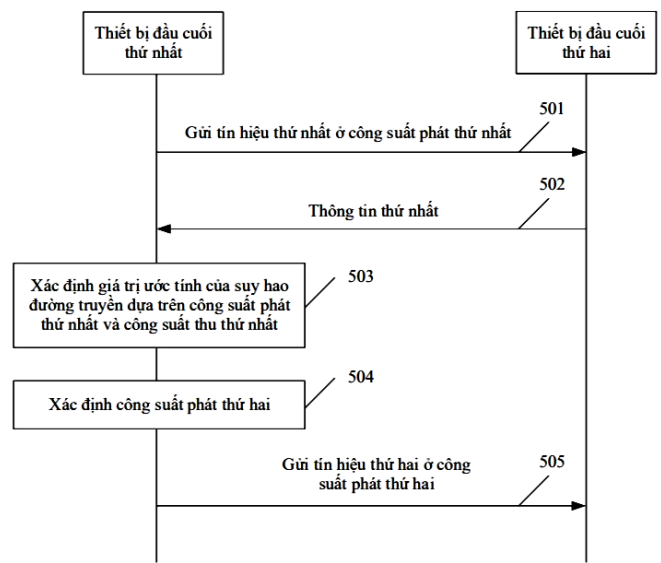 Thiết bị đầu cuối
thứ nhất
Thiết bị đầu cuối
thứ hai
501
Gửi tín hiệu thứ nhất ở công suất phát thứ nhất
502
Thông tin thứ nhất
Xác định giá trị ước tính của suy hao
đường truyền dựa trên công suất phát
thứ nhất và công suất thu thứ nhất
503
504
Xác định công suất phát thứ hai
Gửi tín hiệu thứ hai ở công
suất phát thứ hai
505